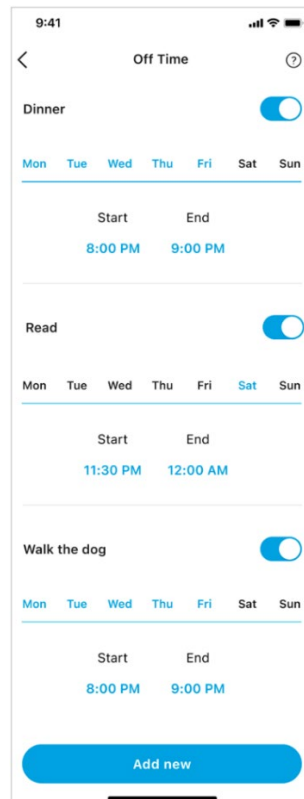 9:41
Off Time
Dinner
Mon Tue Wed Thu Fri Sat Sun
Start End
8:00 PM 9:00 PM
Read
Mon Tue Wed Thu Fri Sat Sun
Start End
11:30 PM 12:00 AM
Walk the dog
Mon Tue Wed Thu Fri Sat Sun
Start End
8:00 PM 9:00 PM
Add new